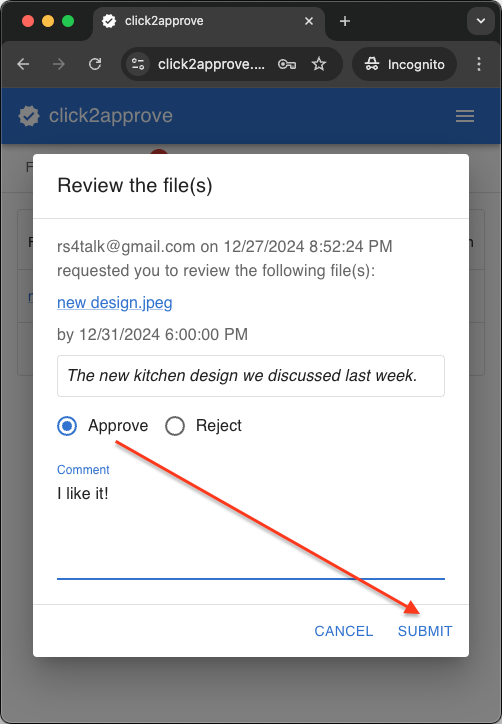 click2approve
click2approve....
Incognito
click2approve
Review the file(s)
rs4talk@gmail.com on 12/27/2024 8:52:24 PM
requested you to review the following file(s):
new design.jpeg
by 12/31/2024 6:00:00 PM
The new kitchen design we discussed last week.
Approve Reject
Comment
I like it!
CANCEL SUBMIT